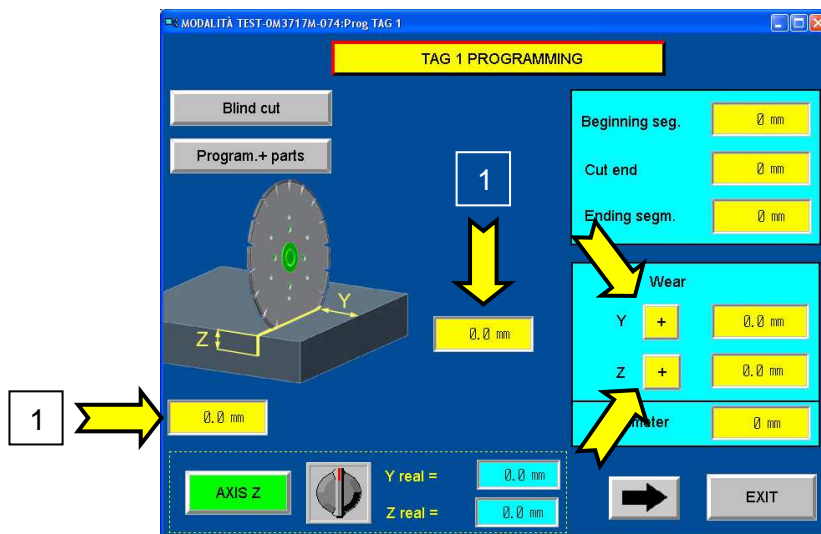 MODALITÀ TEST-0M3717M-074:Prog TAG 1
TAG 1 PROGRAMMING
Blind cut
Program.+ parts
1
Beginning seg.
0 mm
Cut end
0 mm
Ending segm.
0 mm
Y
Z
0.0 mm
Wear
Y
+
0.0 mm
Z
+
0.0 mm
meter
0 mm
1
0.0 mm
AXIS Z
Y real =
0.0 mm
Z real =
0.0 mm
EXIT